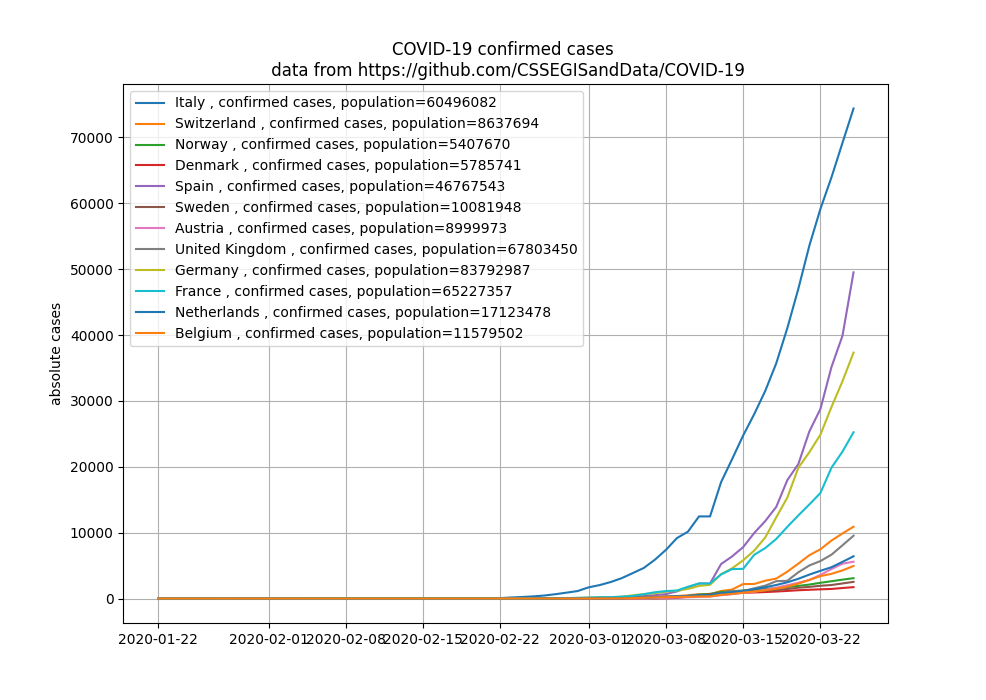 COVID-19 confirmed cases
data from https://github.com/CSSEGISandData/COVID-19
Italy , confirmed cases, population=60496082
Switzerland , confirmed cases, population=8637694
Norway , confirmed cases, population=5407670
Denmark , confirmed cases, population=5785741
Spain , confirmed cases, population=46767543
Sweden , confirmed cases, population=10081948
Austria , confirmed cases, population=8999973
United Kingdom , confirmed cases, population=67803450
Germany , confirmed cases, population=83792987
France , confirmed cases, population=65227357
Netherlands , confirmed cases, population=17123478
Belgium , confirmed cases, population=11579502
absolute cases
70000
60000
50000
40000
30000
20000
10000
0
2020-01-22 2020-02-01 2020-02-08 2020-02-15 2020-02-22 2020-03-01 2020-03-08 2020-03-15 2020-03-22